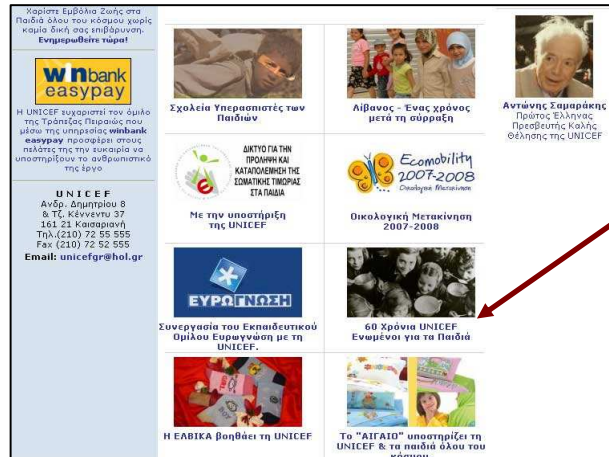 Χαρίστε Εμβόλια Ζωής στα
Παιδιά όλου του κόσμου χωρίς
καμία δική σας επιβάρυνση.
Ενημερωθείτε τώρα!
winbank
easypay
Η UNICEF ευχαριστεί τον όμιλο
της Τράπεζας Πειραιώς που
μέσω της υπηρεσίας winbank
easypay προσφέρει στους
πελάτες της την ευκαιρία να
υποστηρίξουν το ανθρωπιστικό
της έργο
UNICEF
Ανδρ. Δημητρίου 8
& Τζ. Κέννεντυ 37
161 21 Καισαριανή
Τηλ.(210) 72 55 555
Fax (210) 72 52 555
Email: unicefgr@hol.gr
Σχολεία Υπερασπιστές των
Παιδιών
Λίβανος - Ένας χρόνος
μετά τη σύρραξη
ΔΙΚΤΥΟ ΓΙΑ ΤΗΝ
ΠΡΟΛΗΨΗ ΚΑΙ
ΚΑΤΑΠΟΛΕΜΗΣΗ ΤΗΣ
ΣΩΜΑΤΙΚΗΣ ΤΙΜΩΡΙΑΣ
ΣΤΑ ΠΑΙΔΙΑ
Με την υποστήριξη
της UNICEF
Ecomobility
2007-2008
Οικολογική Μετακίνηση
Οικολογική Μετακίνηση
2007-2008
ΕΥΡΩΓΝΩΣΗ
Συνεργασία του Εκπαιδευτικού
Ομίλου Ευρωγνώση με τη
UNICEF.
60 Χρόνια UNICEF
Ενωμένοι για τα Παιδιά
Η ΕΛΒΙΚΑ βοηθάει τη UNICEF
Το "ΑΙΓΑΙΟ" υποστηρίζει τη
UNICEF & τα παιδιά όλου του
κόσμου
Αντώνης Σαμαράκης
Πρώτος Έλληνας
Πρεσβευτής Καλής
Θέλησης της UNICEF